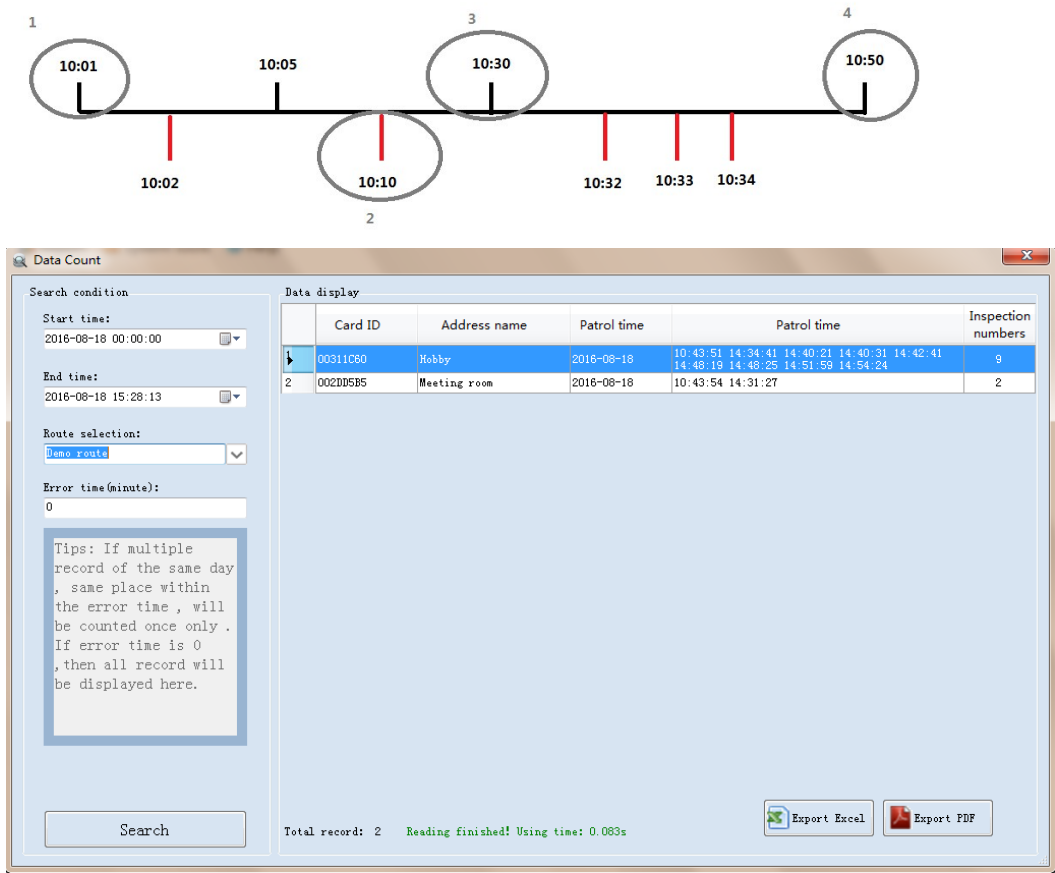 1
3
4
10:01
10:05
10:30
10:50
10:02
10:10
10:32
10:33
10:34
2
Data Count
Search condition
Start time:
2016-08-18 00:00:00
End time:
2016-08-18 15:28:13
Route selection:
Demo route
Error time(minute):
0
Tips: If multiple
record of the same day
, same place within
the error time , will
be counted once only .
If error time is 0
,then all record will
be displayed here.
Search
Data display
Card ID Address name Patrol time Patrol time Inspection numbers
1 00311C60 Hobby 2016-08-18 10:43:51 14:34:41 14:40:21 14:40:31 14:42:41 9
14:48:19 14:48:25 14:51:59 14:54:24
2 002DD5B5 Meeting room 2016-08-18 10:43:54 14:31:27 2
Total record: 2 Reading finished! Using time: 0.083s
Export Excel Export PDF